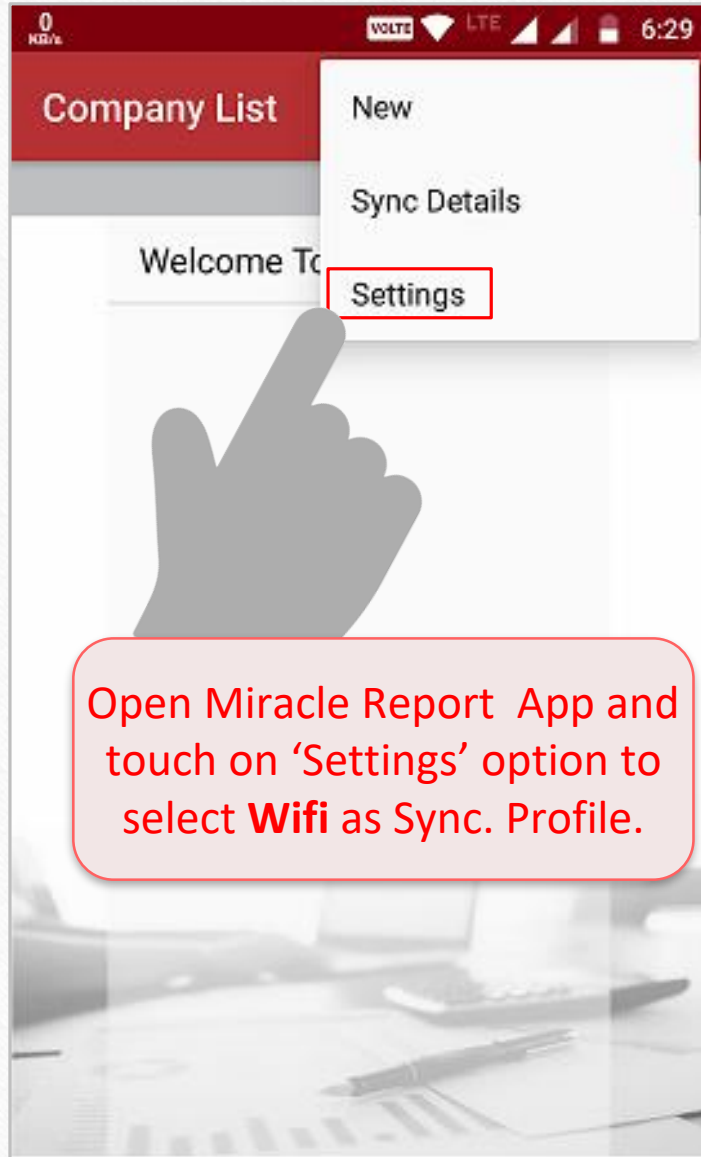 0
KB/s
VOLTE LTE 6:29
Company List
New
Sync Details
Welcome To
Settings
Open Miracle Report App and
touch on ‘Settings’ option to
select Wifi as Sync. Profile.